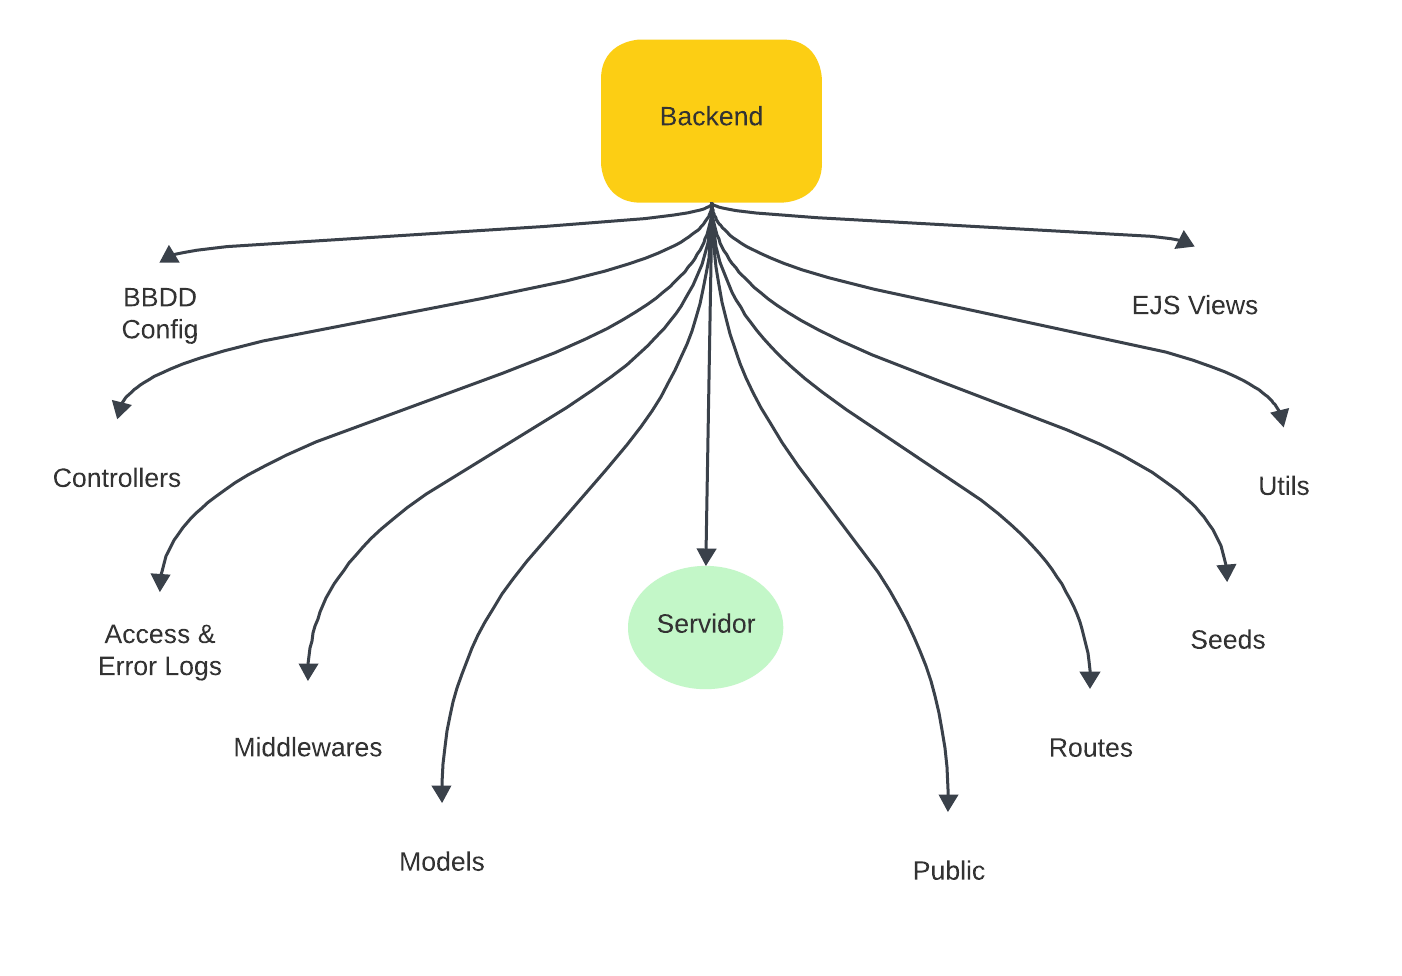 Backend
BBDD
Config
EJS Views
Controllers
Utils
Access &
Error Logs
Servidor
Seeds
Middlewares
Routes
Models
Public